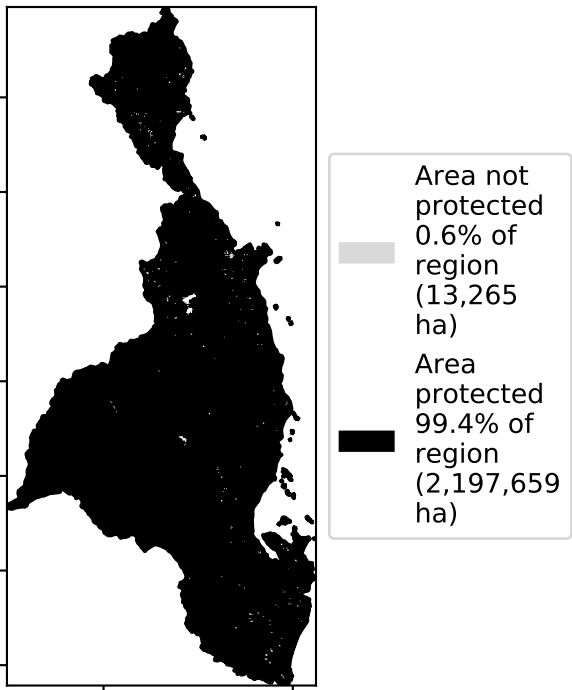 Area not
protected
0.6% of
region
(13,265
ha)
Area
protected
99.4% of
region
(2,197,659
ha)